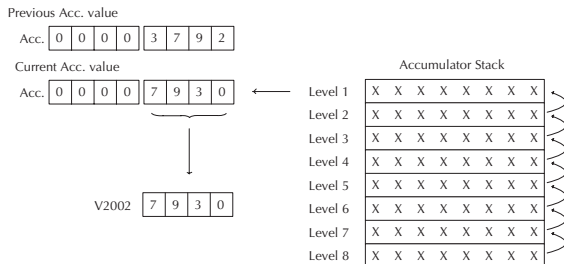 Previous Acc. value
Acc. 0 0 0 0 3 7 9 2
Current Acc. value
Acc. 0 0 0 0 7 9 3 0
V2002 7 9 3 0
Accumulator Stack
Level 1 X X X X X X X X
Level 2 X X X X X X X X
Level 3 X X X X X X X X
Level 4 X X X X X X X X
Level 5 X X X X X X X X
Level 6 X X X X X X X X
Level 7 X X X X X X X X
Level 8 X X X X X X X X